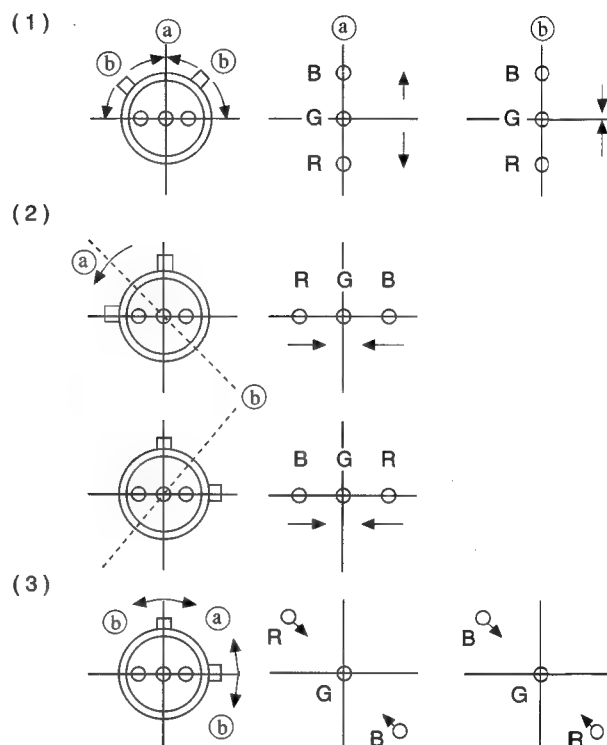 (1)
ⓐ ⓐ ⓑ
ⓑ ⓑ B B
G G
R R
(2)
ⓐ
R G B
ⓑ
B G R
(3)
ⓑ ⓐ
R B
G G
ⓑ B R